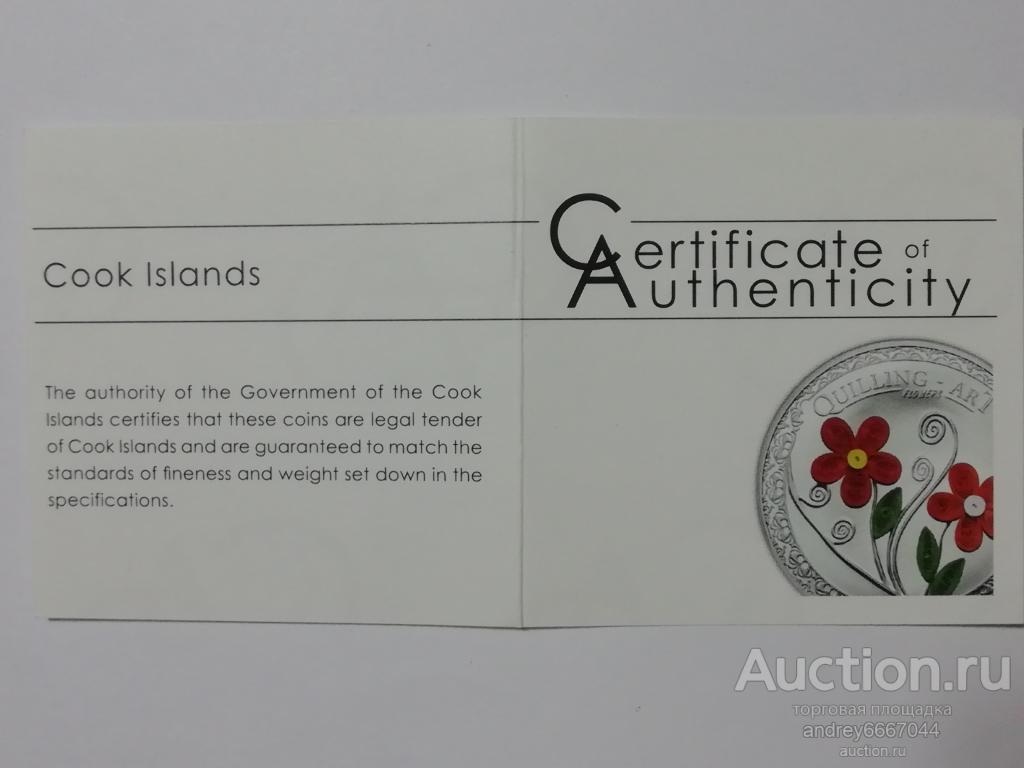 Cook Islands
The authority of the Government of the Cook
Islands certifies that these coins are legal tender
of Cook Islands and are guaranteed to match the
standards of fineness and weight set down in the
specifications.
Certificate of
Authenticity
QUILLING - ART
FLOWERS
Auction.ru
торговая площадка
andrey6667044
auction.ru